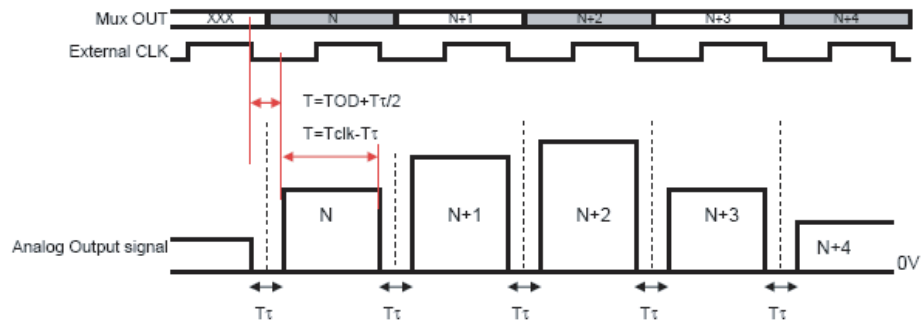 Mux OUT XXX N N+1 N+2 N+3 N+4
External CLK
T=TOD+Tτ/2
T=Tclk-Tτ
N N+1 N+2 N+3
Analog Output signal N+4 0V
Tτ Tτ Tτ Tτ Tτ